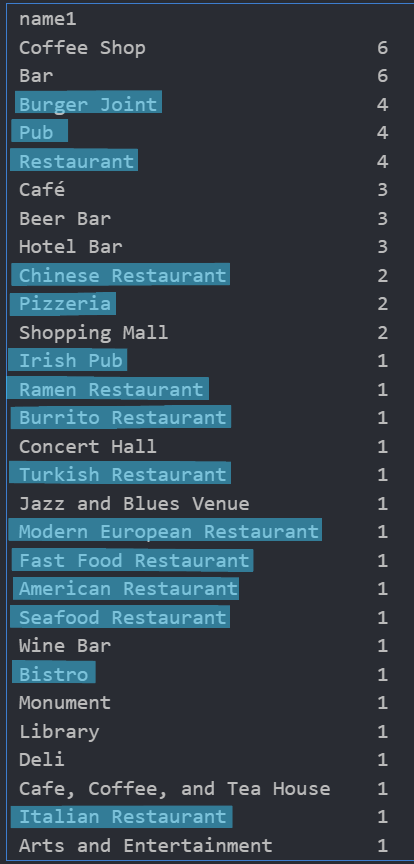 name1
Coffee Shop 6
Bar 6
Burger Joint 4
Pub 4
Restaurant 4
Café 3
Beer Bar 3
Hotel Bar 3
Chinese Restaurant 2
Pizzeria 2
Shopping Mall 2
Irish Pub 1
Ramen Restaurant 1
Burrito Restaurant 1
Concert Hall 1
Turkish Restaurant 1
Jazz and Blues Venue 1
Modern European Restaurant 1
Fast Food Restaurant 1
American Restaurant 1
Seafood Restaurant 1
Wine Bar 1
Bistro 1
Monument 1
Library 1
Deli 1
Cafe, Coffee, and Tea House 1
Italian Restaurant 1
Arts and Entertainment 1